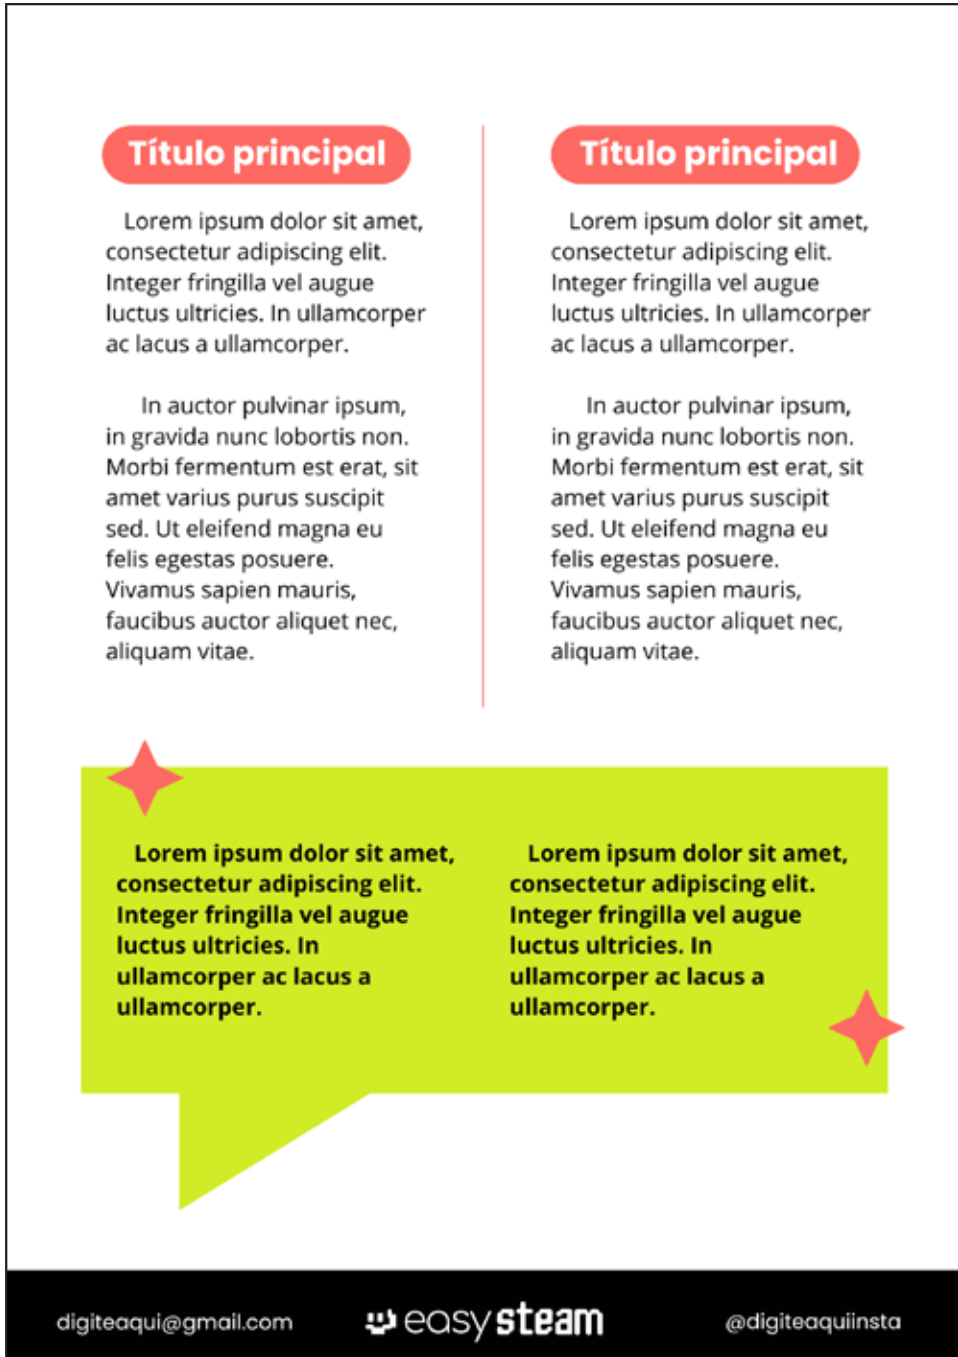 Título principal
Lorem ipsum dolor sit amet,
consectetur adipiscing elit.
Integer fringilla vel augue
luctus ultricies. In ullamcorper
ac lacus a ullamcorper.
In auctor pulvinar ipsum,
in gravida nunc lobortis non.
Morbi fermentum est erat, sit
amet varius purus suscipit
sed. Ut eleifend magna eu
felis egestas posuere.
Vivamus sapien mauris,
faucibus auctor aliquet nec,
aliquam vitae.
Título principal
Lorem ipsum dolor sit amet,
consectetur adipiscing elit.
Integer fringilla vel augue
luctus ultricies. In ullamcorper
ac lacus a ullamcorper.
In auctor pulvinar ipsum,
in gravida nunc lobortis non.
Morbi fermentum est erat, sit
amet varius purus suscipit
sed. Ut eleifend magna eu
felis egestas posuere.
Vivamus sapien mauris,
faucibus auctor aliquet nec,
aliquam vitae.
Lorem ipsum dolor sit amet,
consectetur adipiscing elit.
Integer fringilla vel augue
luctus ultricies. In
ullamcorper ac lacus a
ullamcorper.
Lorem ipsum dolor sit amet,
consectetur adipiscing elit.
Integer fringilla vel augue
luctus ultricies. In
ullamcorper ac lacus a
ullamcorper.
digiteaqui@gmail.com
easy steam
@digiteaquiinsta